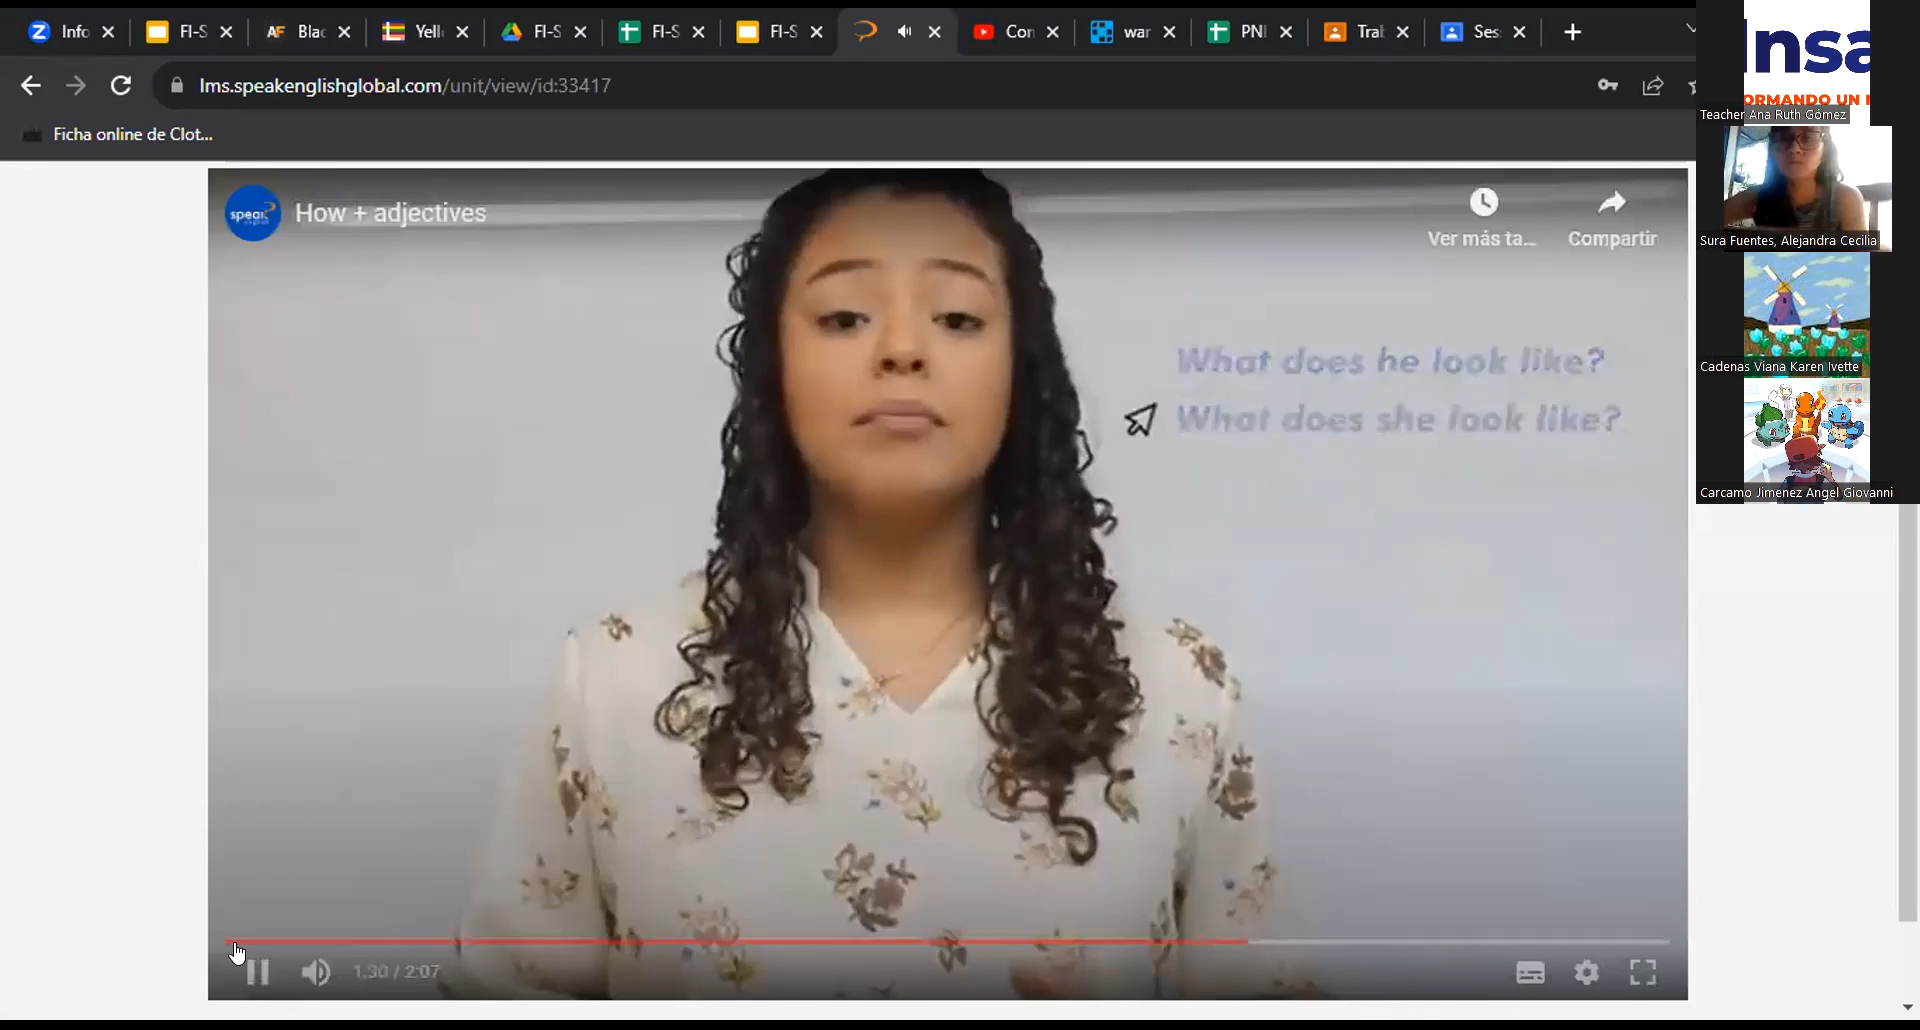 Info
FI-S
Blac
Yell
FI-S
FI-S
FI-S
Con
war
PNI
Tral
Ses
lms.speakenglishglobal.com/unit/view/id:33417
Ficha online de Clot...
speak
How + adjectives
Ver más ta...
Compartir
What does he look like?
What does she look like?
1:30 / 2:07
Insa
ORMANDO UN
Teacher Ana Ruth Gómez
Sura Fuentes, Alejandra Cecilia
Cadenas Viana Karen Ivette
Carcamo Jimenez Angel Giovanni